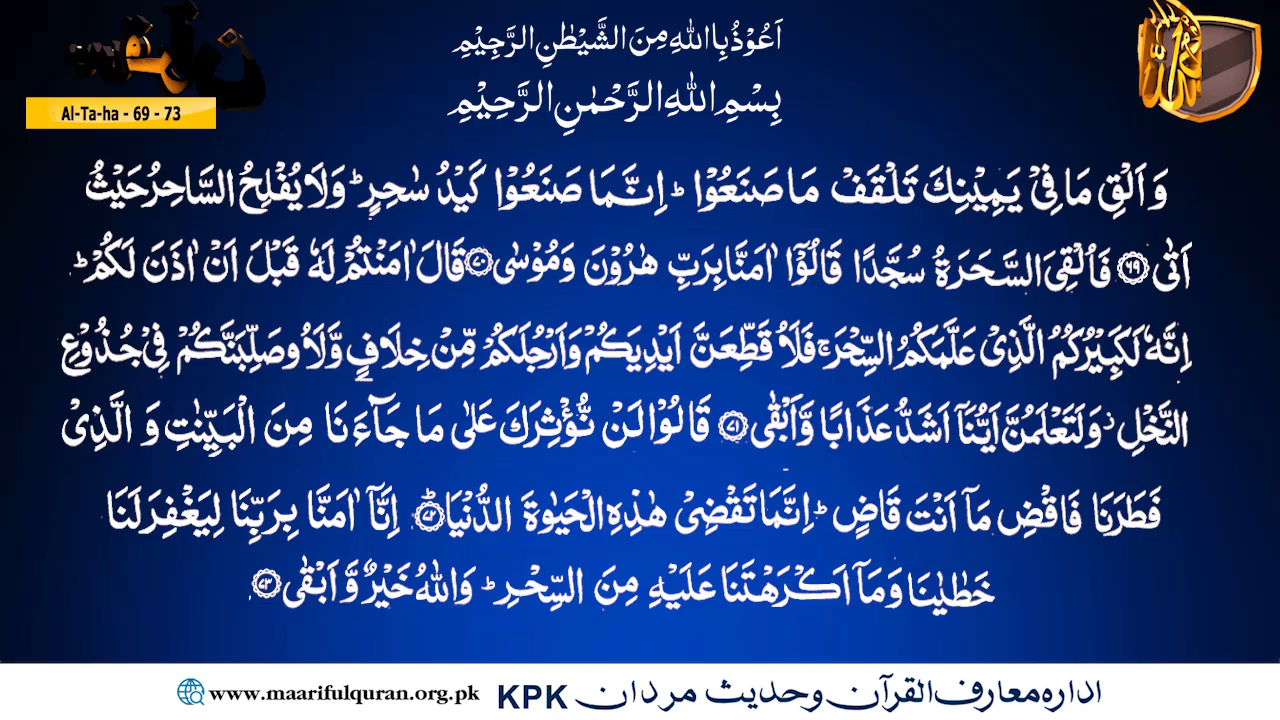 اَعُوْذُ بِاللّٰهِ مِنَ الشَّيْطٰنِ الرَّجِيْمِ
بِسْمِ اللّٰهِ الرَّحْمٰنِ الرَّحِيْمِ
Al-Ta-ha - 69 - 73
وَ اَلْقِ مَا فِيْ يَمِيْنِكَ تَلْقَفْ مَا صَنَعُوْا ؕ اِنَّمَا صَنَعُوْا كَيْدُ سٰحِرٍ ؕ وَلَا يُفْلِحُ السَّاحِرُ حَيْثُ
اَتٰى ﴿۶۹﴾ فَاُلْقِيَ السَّحَرَةُ سُجَّدًا قَالُوْۤا اٰمَنَّا بِرَبِّ هٰرُوْنَ وَمُوْسٰى ﴿۷۰﴾ قَالَ اٰمَنْتُمْ لَهٗ قَبْلَ اَنْ اٰذَنَ لَكُمْ ؕ
اِنَّهٗ لَكَبِيْرُكُمُ الَّذِيْ عَلَّمَكُمُ السِّحْرَ ۚ فَلَاُ قَطِّعَنَّ اَيْدِيَكُمْ وَاَرْجُلَكُمْ مِّنْ خِلَافٍ وَّلَاُ وصَلِّبَنَّكُمْ فِيْ جُذُوْعِ
النَّخْلِ ۫ وَلَتَعْلَمُنَّ اَيُّنَاۤ اَشَدُّ عَذَابًا وَّاَبْقٰى ﴿۷۱﴾ قَالُوْا لَنْ نُّؤْثِرَكَ عَلٰى مَا جَآءَ نَا مِنَ الْبَيِّنٰتِ وَ الَّذِيْ
فَطَرَنَا فَاقْضِ مَاۤ اَنْتَ قَاضٍ ؕ اِنَّمَا تَقْضِيْ هٰذِهِ الْحَيٰوةَ الدُّنْيَا ﴿ؕ۷۲﴾ اِنَّاۤ اٰمَنَّا بِرَبِّنَا لِيَغْفِرَ لَنَا
خَطٰيٰنَا وَمَاۤ اَكْرَهْتَنَا عَلَيْهِ مِنَ السِّحْرِ ؕ وَاللّٰهُ خَيْرٌ وَّ اَبْقٰى ﴿۷۳﴾
ادارہ معارف القرآن وحدیث مردان KPK www.maarifulquran.org.pk